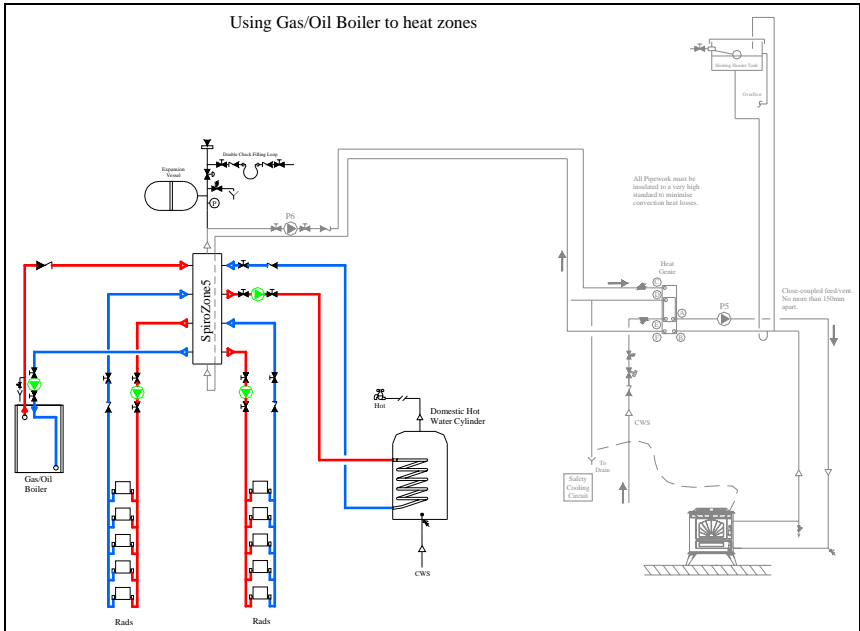 Using Gas/Oil Boiler to heat zones
Heating Header Tank
Overflow
Double Check Filling Loop
Expansion
Vessel
P
All Pipework must be
insulated to a very high
standard to minimise
convection heat losses.
P6
SpiroZone5
Heat
Genie
C
D
A
E
F
B
P5
Close-coupled feed/vent.
No more than 150mm
apart.
Hot
Domestic Hot
Water Cylinder
CWS
To
Drain
Safety
Cooling
Circuit
Gas/Oil
Boiler
CWS
Rads
Rads